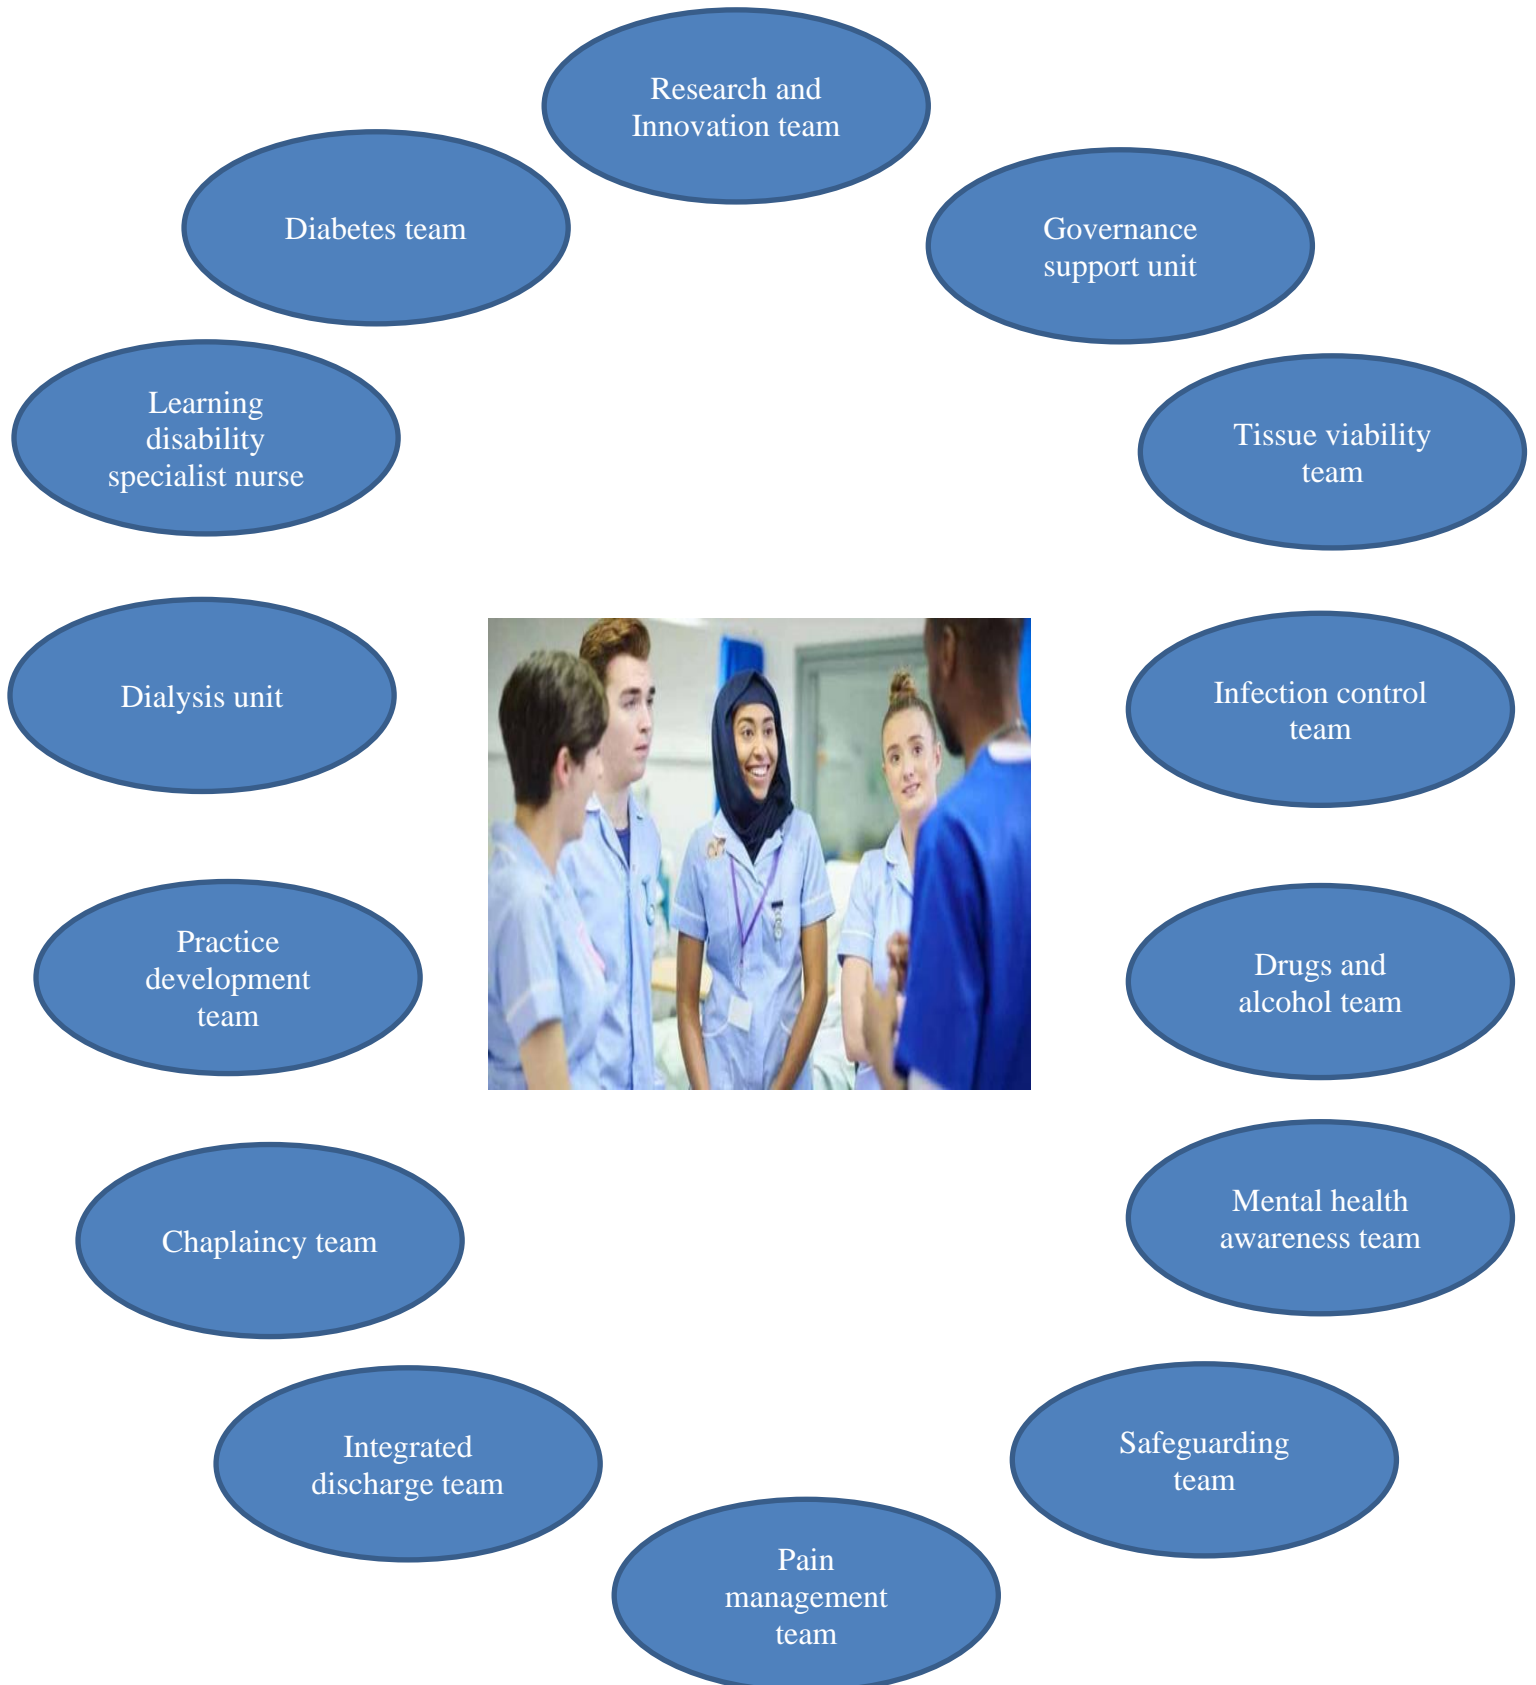 Research and
Innovation team
Diabetes team
Governance
support unit
Learning
disability
specialist nurse
Tissue viability
team
Dialysis unit
Infection control
team
Practice
development
team
Drugs and
alcohol team
Chaplaincy team
Mental health
awareness team
Integrated
discharge team
Safeguarding
team
Pain
management
team